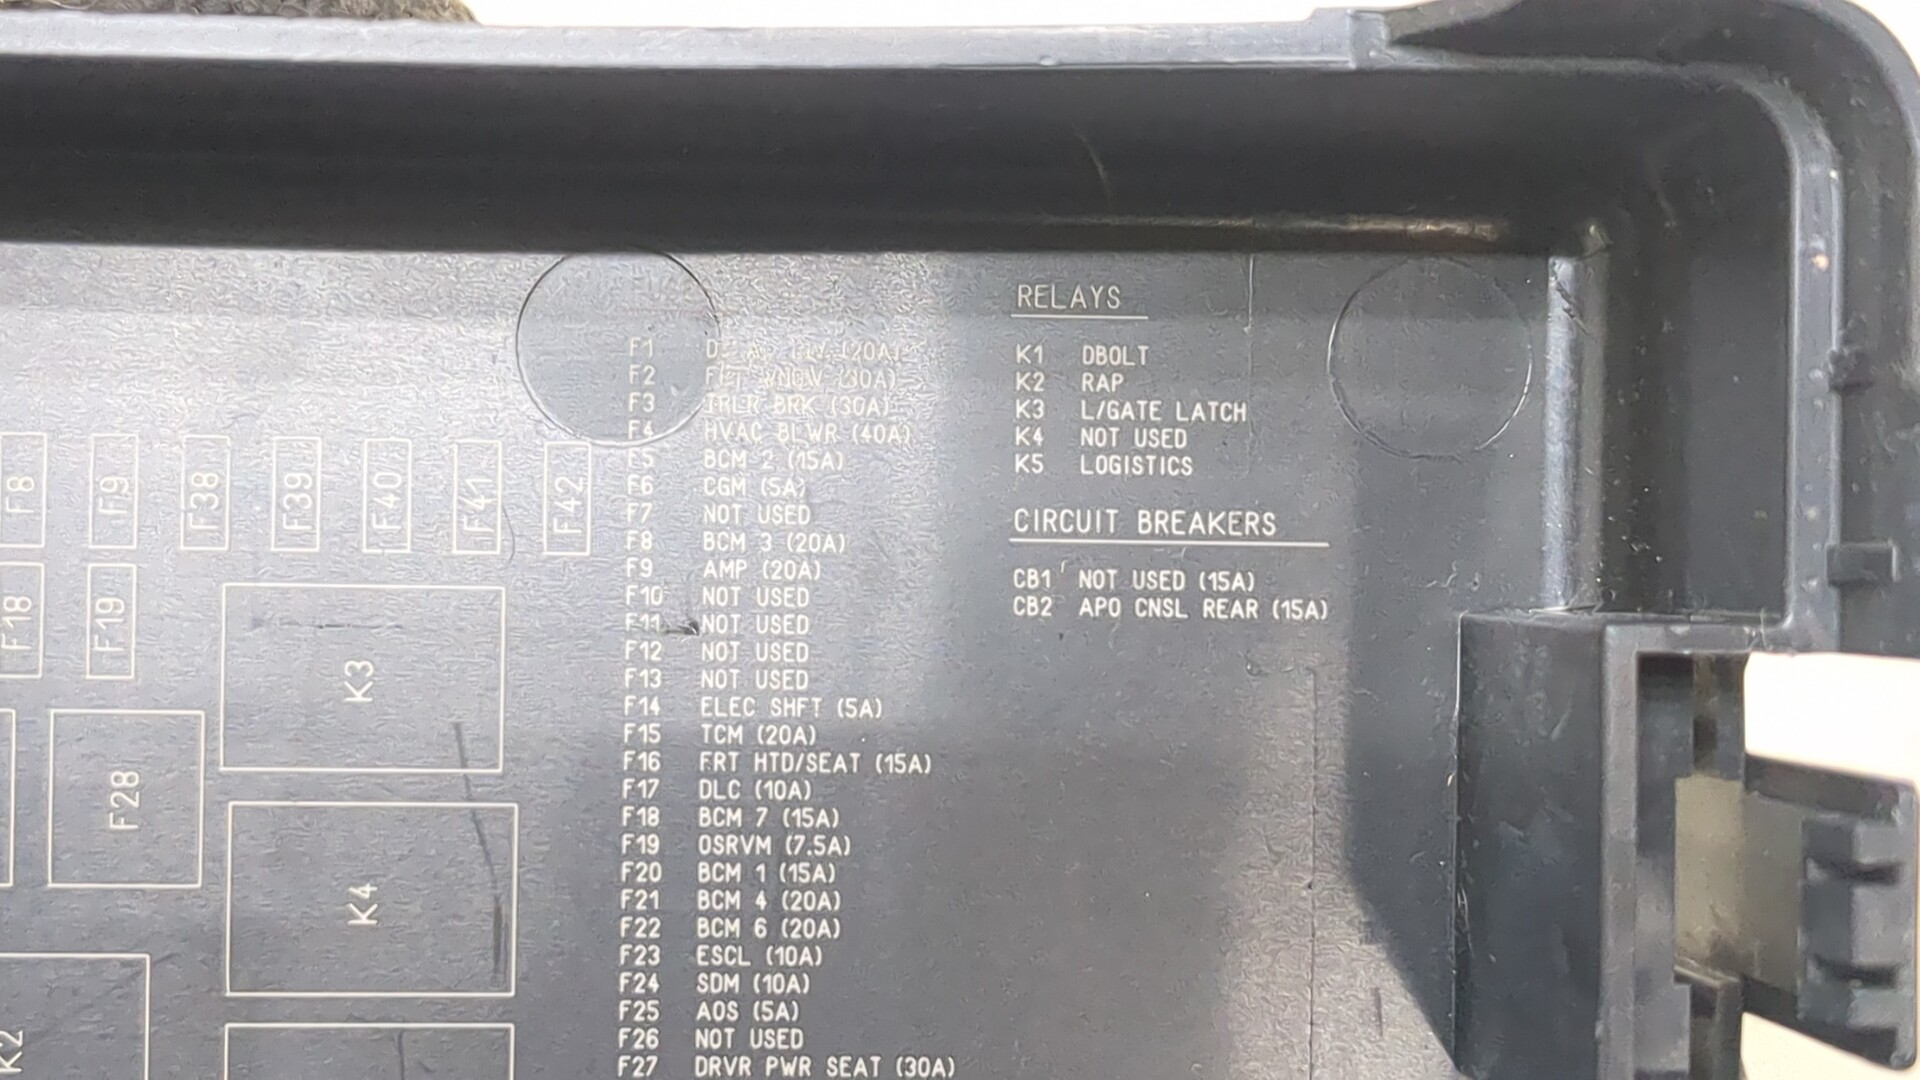 RELAYS
K1 DBOLT
K2 RAP
K3 L/GATE LATCH
K4 NOT USED
K5 LOGISTICS
CIRCUIT BREAKERS
CB1 NOT USED (15A)
CB2 APO CNSL REAR (15A)
F1 (20A)
F2 (30A)
F3 TRLR BRK (30A)
F4 HVAC BLWR (40A)
F5 BCM 2 (15A)
F6 CGM (5A)
F7 NOT USED
F8 BCM 3 (20A)
F9 AMP (20A)
F10 NOT USED
F11 NOT USED
F12 NOT USED
F13 NOT USED
F14 ELEC SHFT (5A)
F15 TCM (20A)
F16 FRT HTD/SEAT (15A)
F17 DLC (10A)
F18 BCM 7 (15A)
F19 OSRVM (7.5A)
F20 BCM 1 (15A)
F21 BCM 4 (20A)
F22 BCM 6 (20A)
F23 ESCL (10A)
F24 SDM (10A)
F25 AOS (5A)
F26 NOT USED
F27 DRVR PWR SEAT (30A)
F8
F9
F38
F39
F40
F41
F42
F18
F19
K3
F28
K4
K2